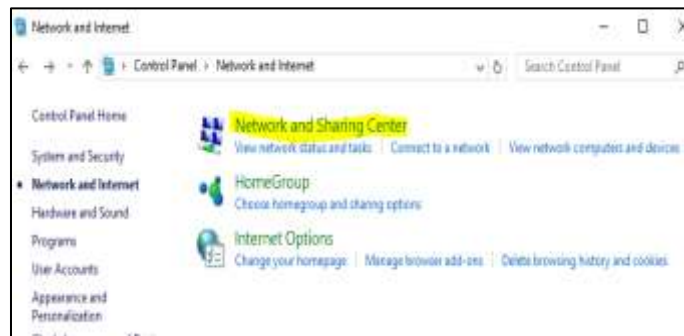 Network and Internet
Control Panel › Network and Internet
Search Control Panel
Control Panel Home
System and Security
Network and Internet
Hardware and Sound
Programs
User Accounts
Appearance and
Personalization
Network and Sharing Center
View network status and tasks | Connect to a network | View network computers and devices
HomeGroup
Choose homegroup and sharing options
Internet Options
Change your homepage | Manage browser add-ons | Delete browsing history and cookies